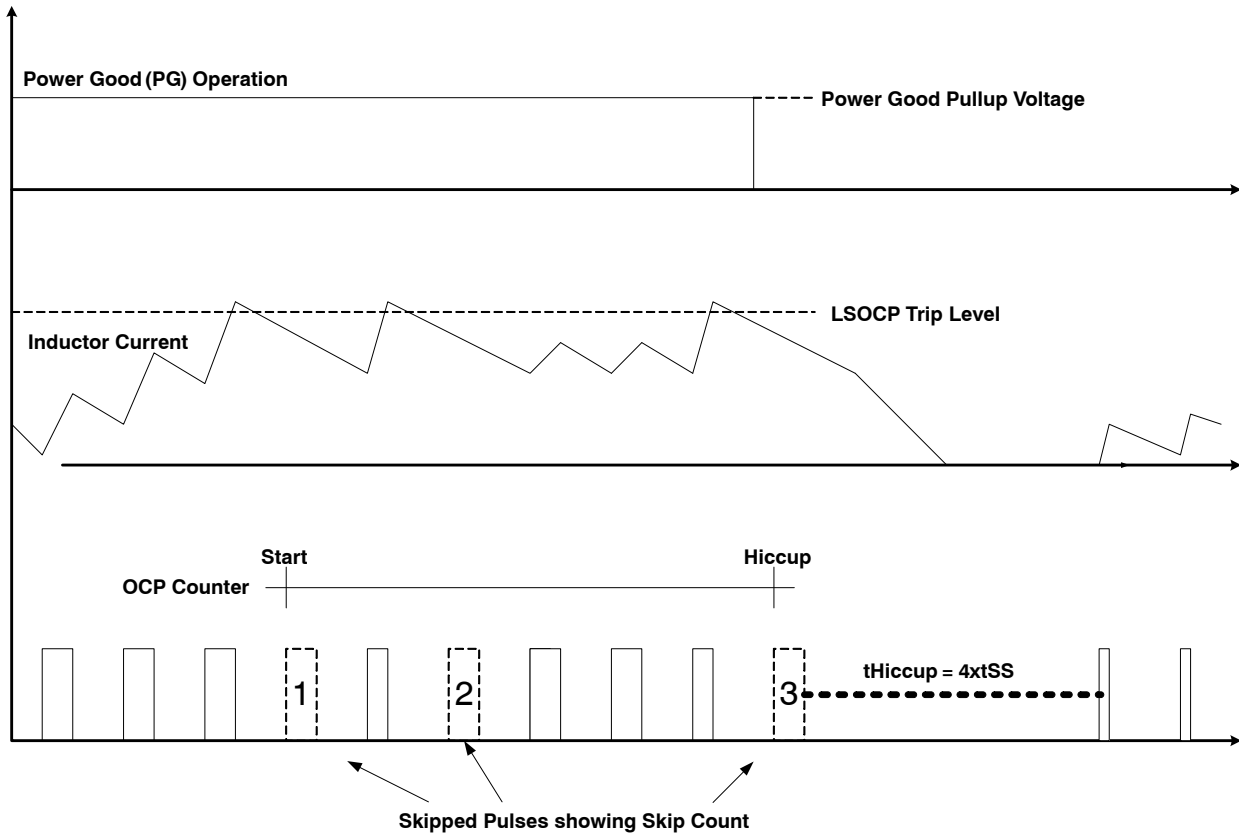 Power Good (PG) Operation
Power Good Pullup Voltage
LSOCP Trip Level
Inductor Current
Start
Hiccup
OCP Counter
1
2
3
tHiccup = 4xtSS
Skipped Pulses showing Skip Count